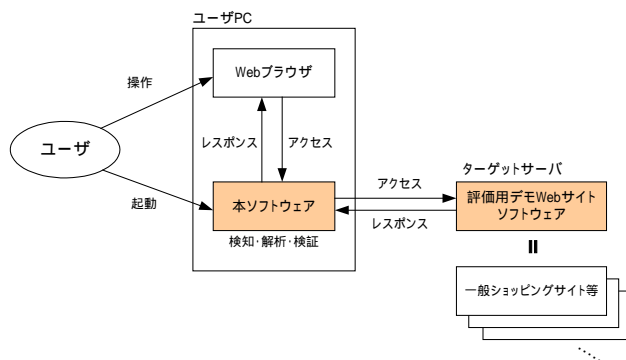 ユーザPC
Webブラウザ
操作
ユーザ
レスポンス
アクセス
起動
本ソフトウェア
検知・解析・検証
アクセス
レスポンス
ターゲットサーバ
評価用デモWebサイト
ソフトウェア
=
一般ショッピングサイト等